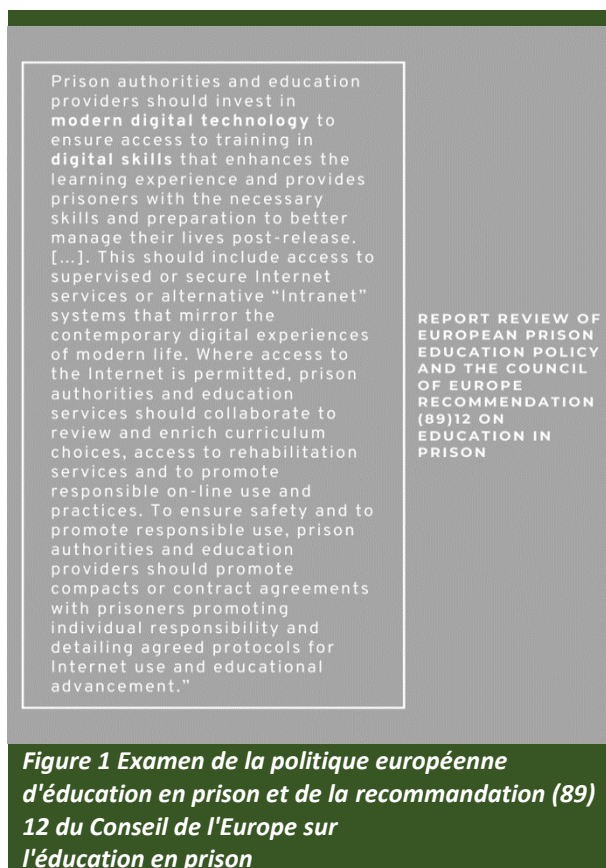 Prison authorities and education
providers should invest in
modern digital technology to
ensure access to training in
digital skills that enhances the
learning experience and provides
prisoners with the necessary
skills and preparation to better
manage their lives post-release.
[...]. This should include access to
supervised or secure Internet
services or alternative “Intranet”
systems that mirror the
contemporary digital experiences
of modern life. Where access to
the Internet is permitted, prison
authorities and education
services should collaborate to
review and enrich curriculum
choices, access to rehabilitation
services and to promote
responsible on-line use and
practices. To ensure safety and to
promote responsible use, prison
authorities and education
providers should promote
compacts or contract agreements
with prisoners promoting
individual responsibility and
detailing agreed protocols for
Internet use and educational
advancement.”
REPORT REVIEW OF
EUROPEAN PRISON
EDUCATION POLICY
AND THE COUNCIL
OF EUROPE
RECOMMENDATION
(89)12 ON
EDUCATION IN
PRISON
Figure 1 Examen de la politique européenne
d'éducation en prison et de la recommandation (89)
12 du Conseil de l'Europe sur
l'éducation en prison